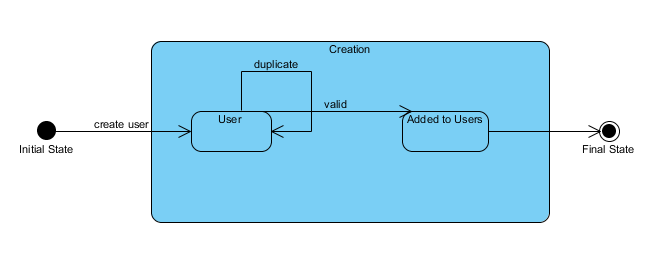 Creation
duplicate
valid
create user
User
Added to Users
Initial State
Final State